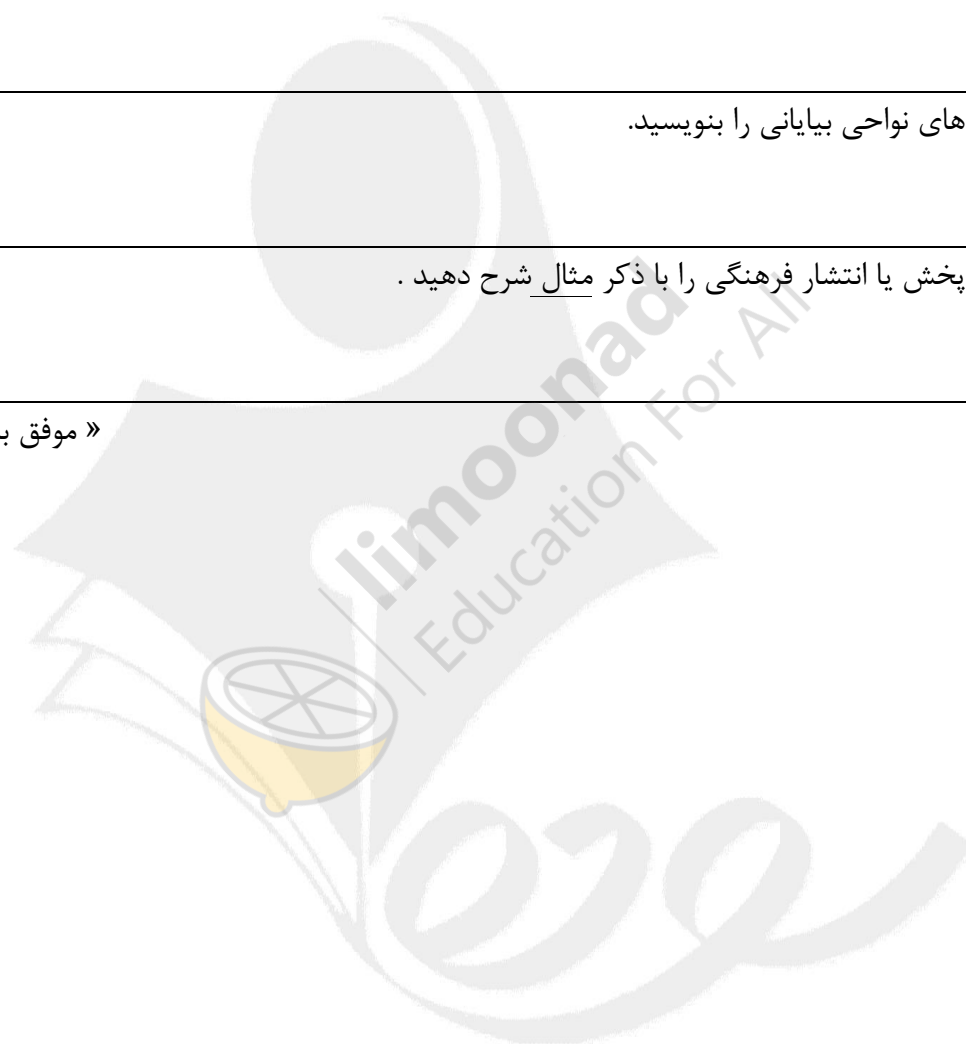 های نواحی بیایانی را بنویسید.
پخش یا انتشار فرهنگی را با ذکر مثال شرح دهید .
« موفق
limoonad
Education For All